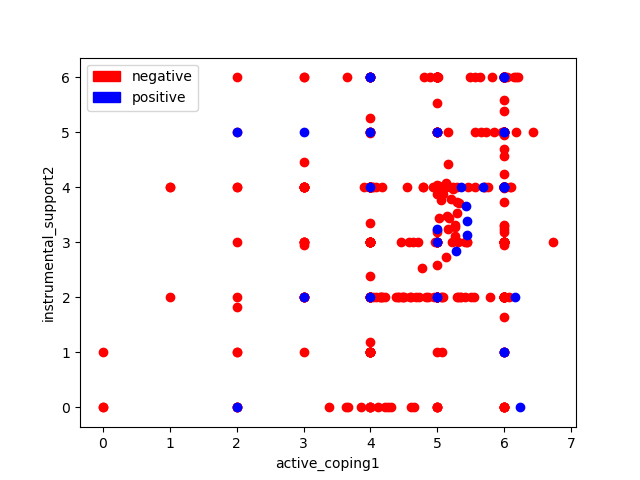 negative
positive
6
5
4
3
2
1
0
instrumental_support2
0 1 2 3 4 5 6 7
active_coping1